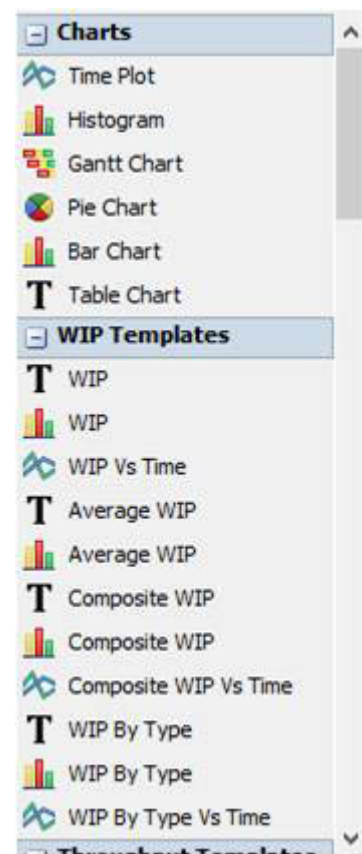 Charts
Time Plot
Histogram
Gantt Chart
Pie Chart
Bar Chart
T Table Chart
WIP Templates
T WIP
WIP
WIP Vs Time
T Average WIP
Average WIP
T Composite WIP
Composite WIP
Composite WIP Vs Time
T WIP By Type
WIP By Type
WIP By Type Vs Time
Throughput Templates